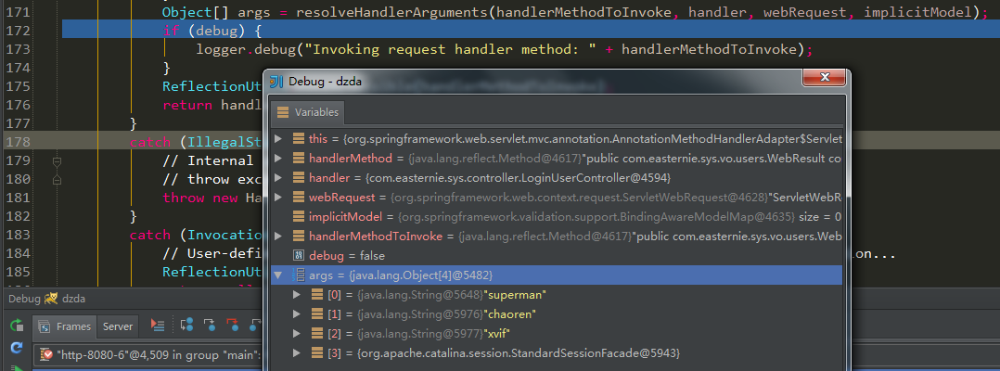 171 Object[] args = resolveHandlerArguments(handlerMethodToInvoke, handler, webRequest, implicitModel);
172 if (debug) {
173 logger.debug("Invoking request handler method: " + handlerMethodToInvoke);
174 }
175 ReflectionUt
176 return handl
177 }
178 catch (IllegalSt
179 // Internal
180 // throw exc
181 throw new Ha
182 }
183 catch (Invocatio
184 // User-defi on...
185 ReflectionUt
Debug - dzda
Variables
this = {org.springframework.web.servlet.mvc.annotation.AnnotationMethodHandlerAdapter$Servlet
handlerMethod = {java.lang.reflect.Method@4617}"public com.easternie.sys.vo.users.WebResult co
handler = {com.easternie.sys.controller.LoginUserController@4594}
webRequest = {org.springframework.web.context.request.ServletWebRequest@4628}"ServletWebR
implicitModel = {org.springframework.validation.support.BindingAwareModelMap@4635} size = 0
handlerMethodToInvoke = {java.lang.reflect.Method@4617}"public com.easternie.sys.vo.users.Web
debug = false
args = {java.lang.Object[4]@5482}
[0] = {java.lang.String@5648}"superman"
[1] = {java.lang.String@5976}"chaoren"
[2] = {java.lang.String@5977}"xvif"
[3] = {org.apache.catalina.session.StandardSessionFacade@5943}
Debug dzda
Frames Server
"http-8080-6"@4,509 in group "main":